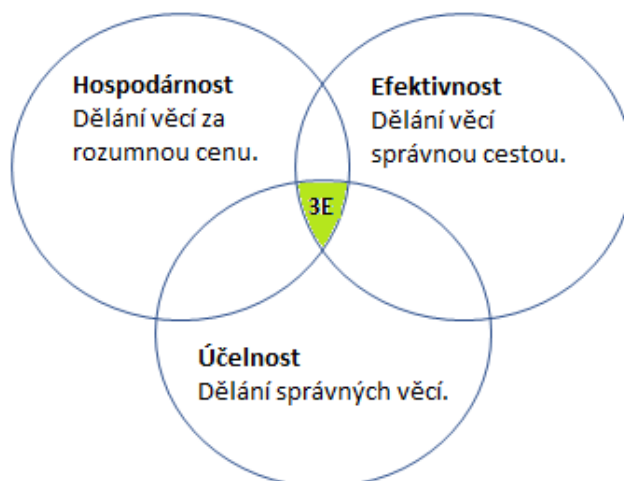 Hospodárnost
Dělání věcí za
rozumnou cenu.
Efektivnost
Dělání věcí
správnou cestou.
3E
Účelnost
Dělání správných věcí.